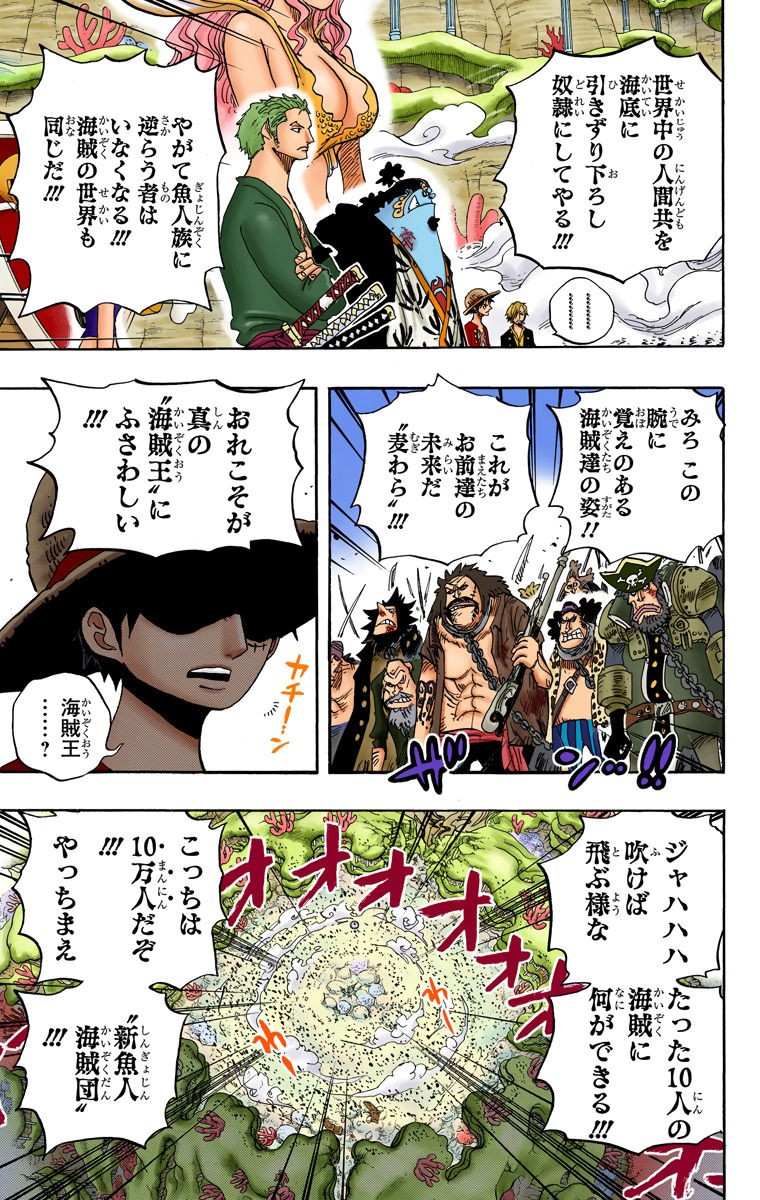 世界中の人間共を
海底に
引きずり下ろし
奴隷にしてやる!!!
やがて魚人族に
逆らう者は
いなくなる!!!
海賊の世界も
同じだ!!!
…………
みろ この
腕に
覚えのある
海賊達の姿!!
これが
お前達の
未来だ
〝麦わら〟!!!
ザン…!!
おれこそが
真の
〝海賊王〟に
ふさわしい
!!!
カチーーン
海賊王
……?
ジャハハハ
吹けば
飛ぶ様な
たった10人の
海賊に
何ができる!!!
こっちは
10万人だぞ
!!!
やっちまえ
〝新魚人
海賊団〟
!!!
オオオオオオ
わー
わー